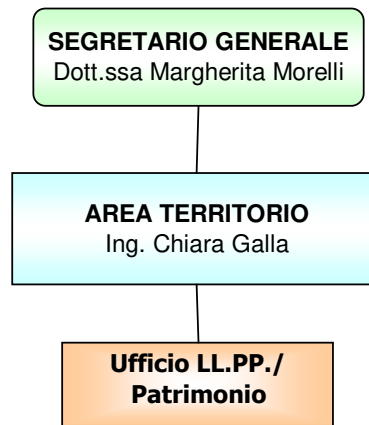 SEGRETARIO GENERALE
Dott.ssa Margherita Morelli
AREA TERRITORIO
Ing. Chiara Galla
Ufficio LL.PP./
Patrimonio